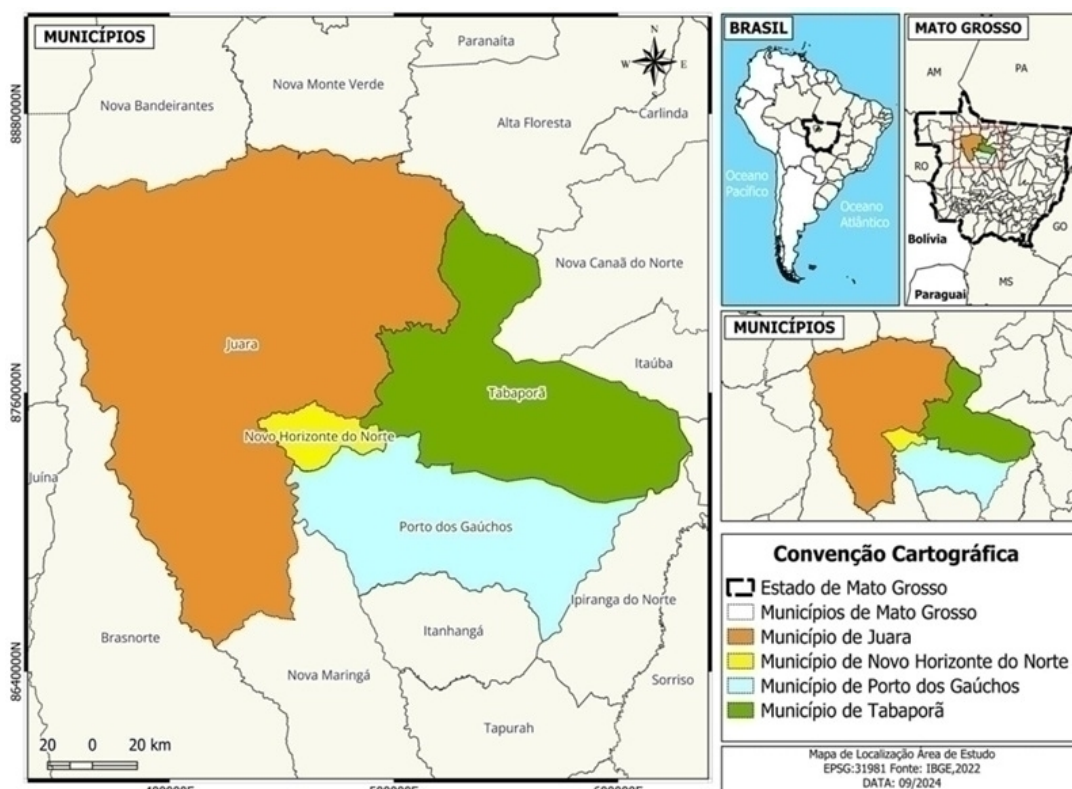 MUNICÍPIOS
N
W
E
S
Paranaíta
Nova Monte Verde
Nova Bandeirantes
Alta Floresta
Carlinda
Nova Canaã do Norte
Juara
Itaúba
Tabaporã
Novo Horizonte do Norte
Juína
Porto dos Gaúchos
Ipiranga do Norte
Itanhangá
Brasnorte
Nova Maringá
Sorriso
Tapurah
8880000N
8760000N
8640000N
20 0 20 km
BRASIL
Oceano
Pacífico
Oceano
Atlântico
MATO GROSSO
AM
PA
RO
GO
Bolívia
MS
Paraguai
MUNICÍPIOS
Convenção Cartográfica
Estado de Mato Grosso
Municípios de Mato Grosso
Município de Juara
Município de Novo Horizonte do Norte
Município de Porto dos Gaúchos
Município de Tabaporã
Mapa de Localização Área de Estudo
EPSG:31981 Fonte: IBGE,2022
DATA: 09/2024